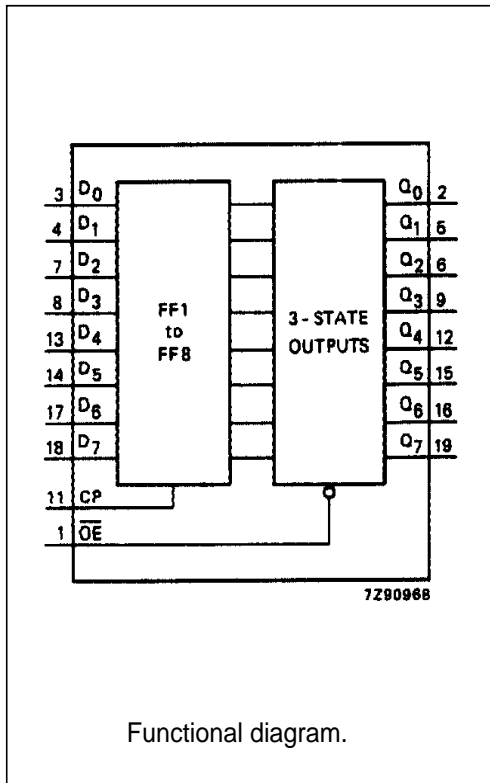 3 D0 Q0 2
4 D1 Q1 5
7 D2 Q2 6
8 D3 Q3 9
13 D4 Q4 12
14 D5 Q5 15
17 D6 Q6 16
18 D7 Q7 19
FF1
to
FF8
3-STATE
OUTPUTS
11 CP
1 OE
7Z90968
Functional diagram.